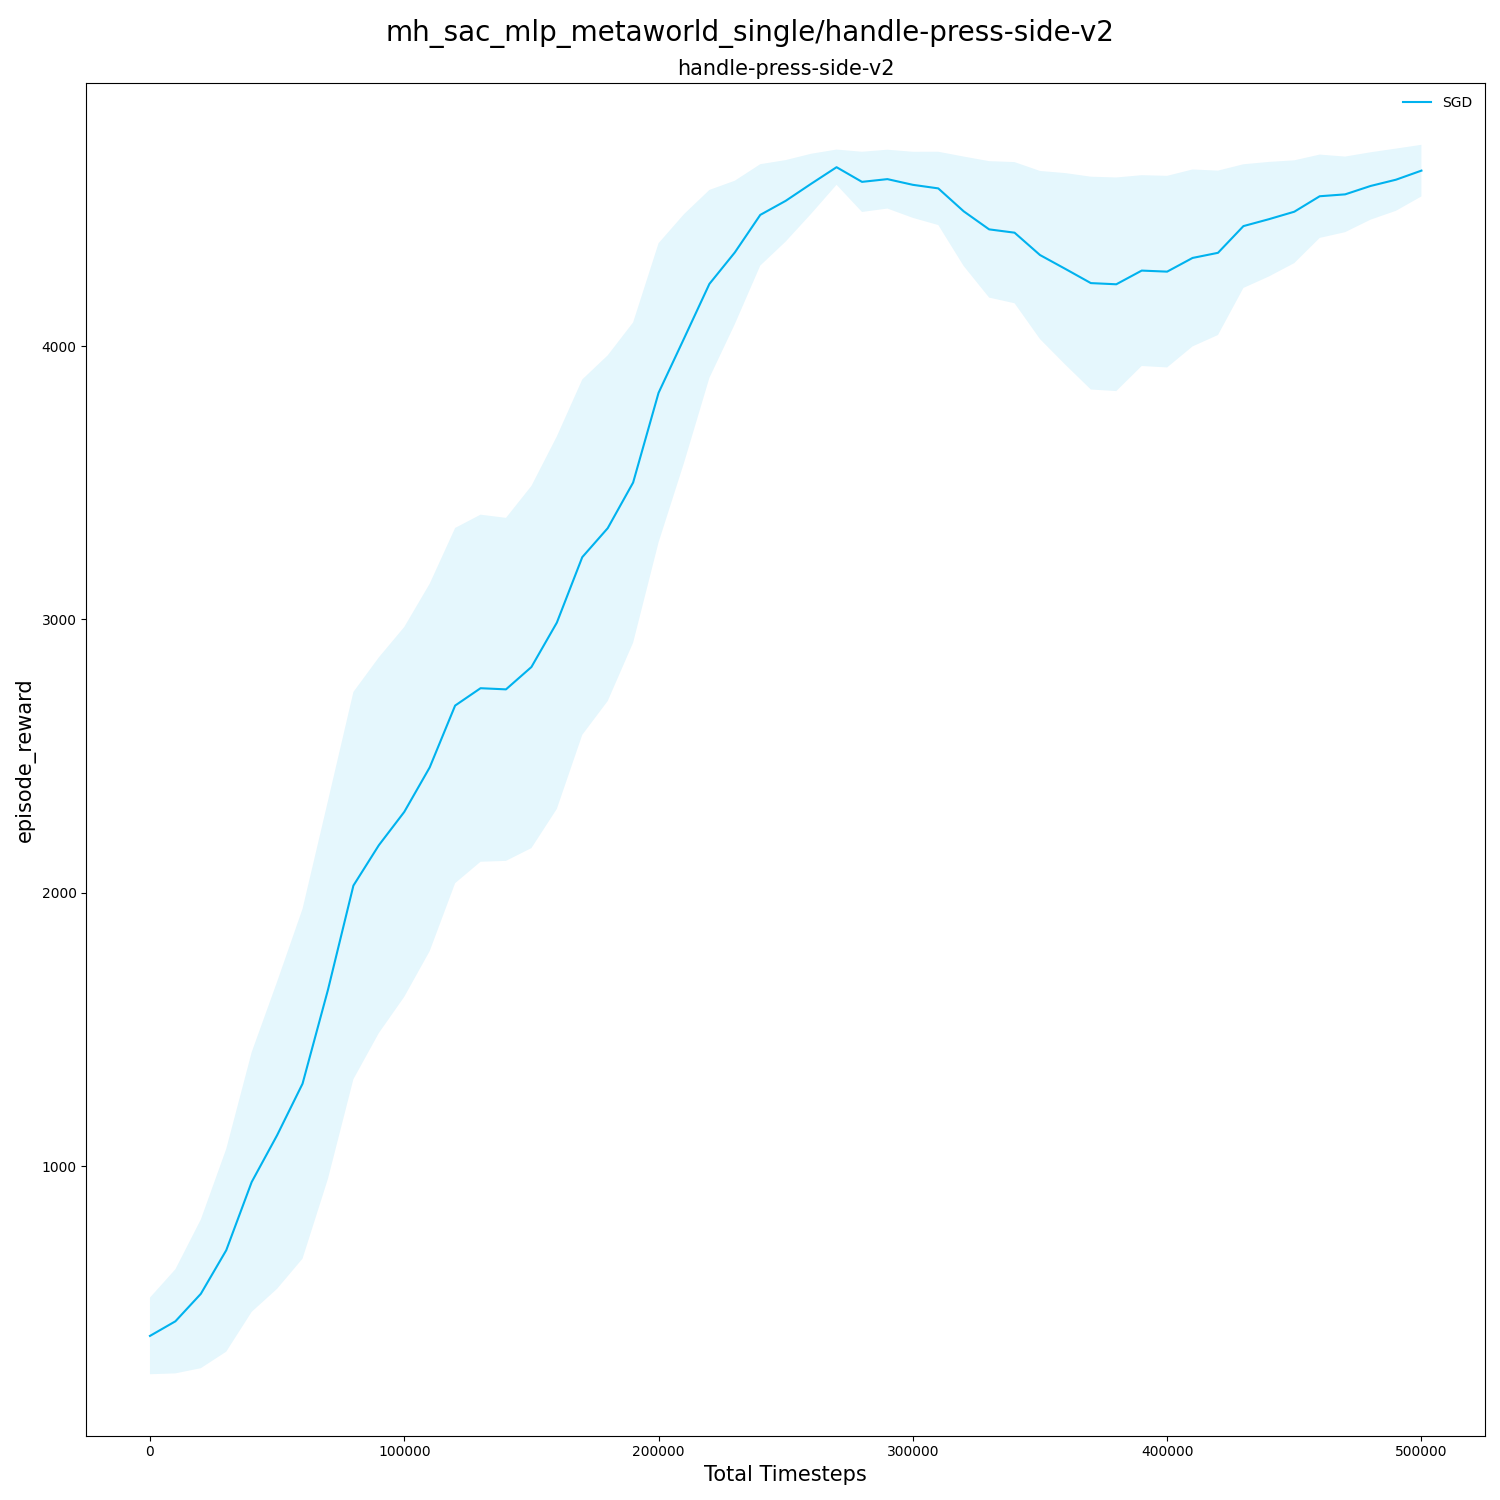 mh_sac_mlp_metaworld_single/handle-press-side-v2
handle-press-side-v2
SGD
4000
3000
2000
1000
episode_reward
0
100000
200000
300000
400000
500000
Total Timesteps